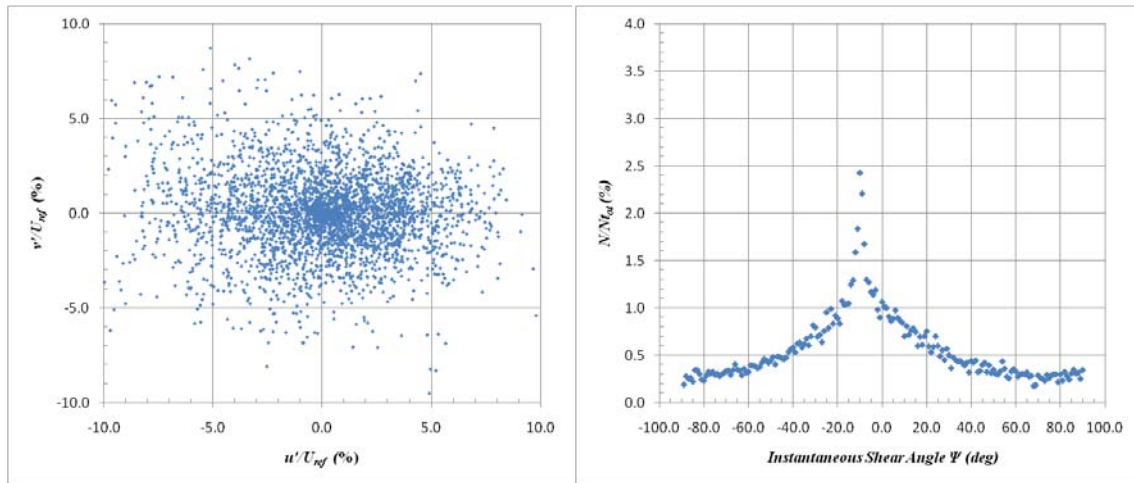 10.0
5.0
0.0
-5.0
-10.0
-10.0 -5.0 0.0 5.0 10.0
v'/U_ref (%)
u'/U_ref (%)
4.0
3.5
3.0
2.5
2.0
1.5
1.0
0.5
0.0
-100.0 -80.0 -60.0 -40.0 -20.0 0.0 20.0 40.0 60.0 80.0 100.0
N/Nt_ot (%)
Instantaneous Shear Angle Ψ (deg)